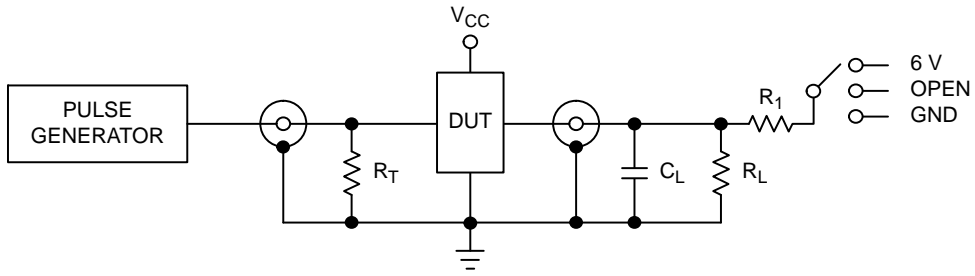 VCC
PULSE
GENERATOR
DUT
RT
CL
RL
R1
6 V
OPEN
GND